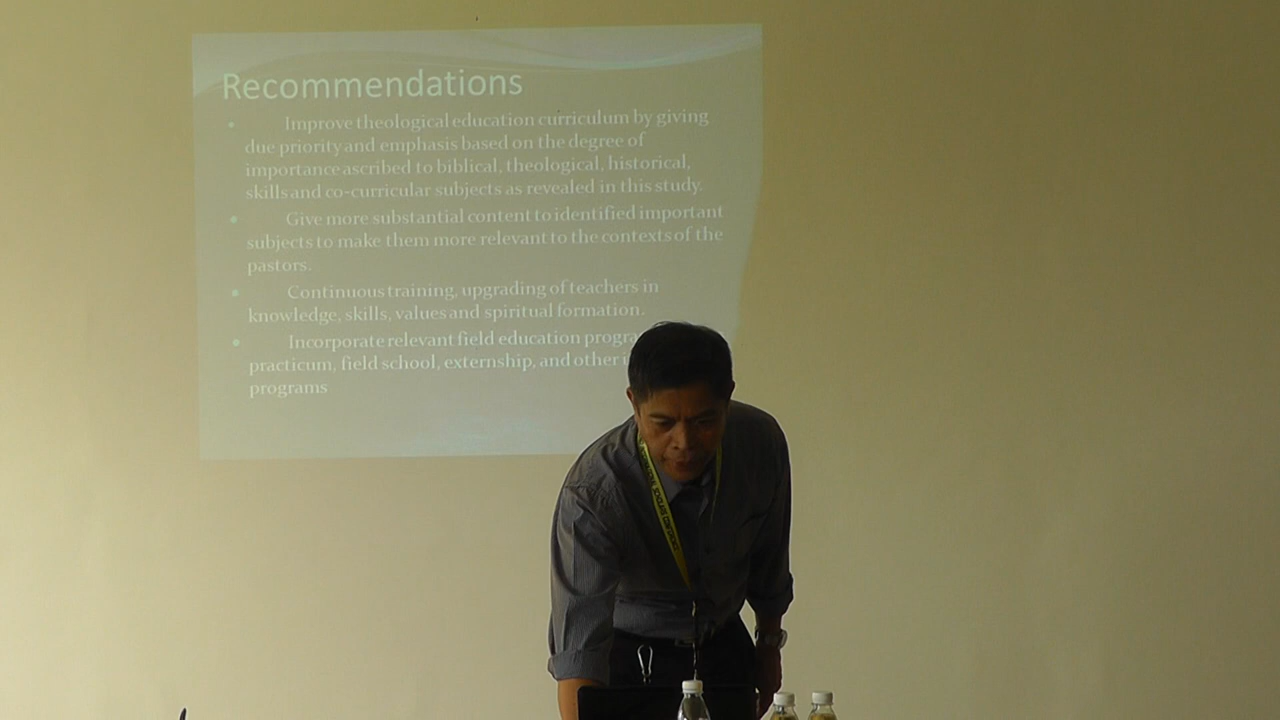 Recommendations
• Improve theological education curriculum by giving
due priority and emphasis based on the degree of
importance ascribed to biblical, theological, historical,
skills and co-curricular subjects as revealed in this study.
• Give more substantial content to identified important
subjects to make them more relevant to the contexts of the
pastors.
• Continuous training, upgrading of teachers in
knowledge, skills, values and spiritual formation.
• Incorporate relevant field education
practicum, field school, externship, and other
programs
SCHOLARS CONFERENCE